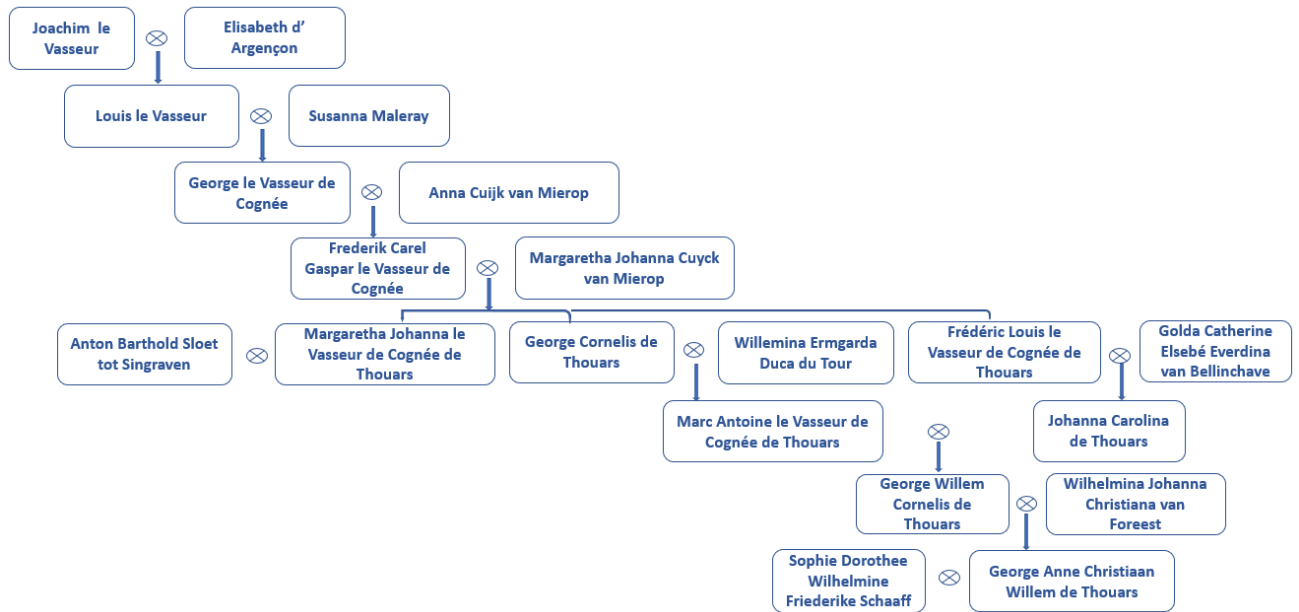 Joachim le
Vasseur
Elisabeth d'
Argençon
Louis le Vasseur
Susanna Maleray
George le Vasseur de
Cognée
Anna Cuijk van Mierop
Frederik Carel
Gaspar le Vasseur de
Cognée
Margaretha Johanna Cuyck
van Mierop
Anton Barthold Sloet
tot Singraven
Margaretha Johanna le
Vasseur de Cognée de
Thouars
George Cornelis de
Thouars
Willemina Ermgarda
Duca du Tour
Frédéric Louis le
Vasseur de Cognée de
Thouars
Golda Catherine
Elsebé Everdina
van Bellinchave
Marc Antoine le Vasseur de
Cognée de Thouars
Johanna Carolina
de Thouars
George Willem
Cornelis de
Thouars
Wilhelmina Johanna
Christiana van
Foreest
Sophie Dorothee
Wilhelmine
Friederike Schaaff
George Anne Christiaan
Willem de Thouars